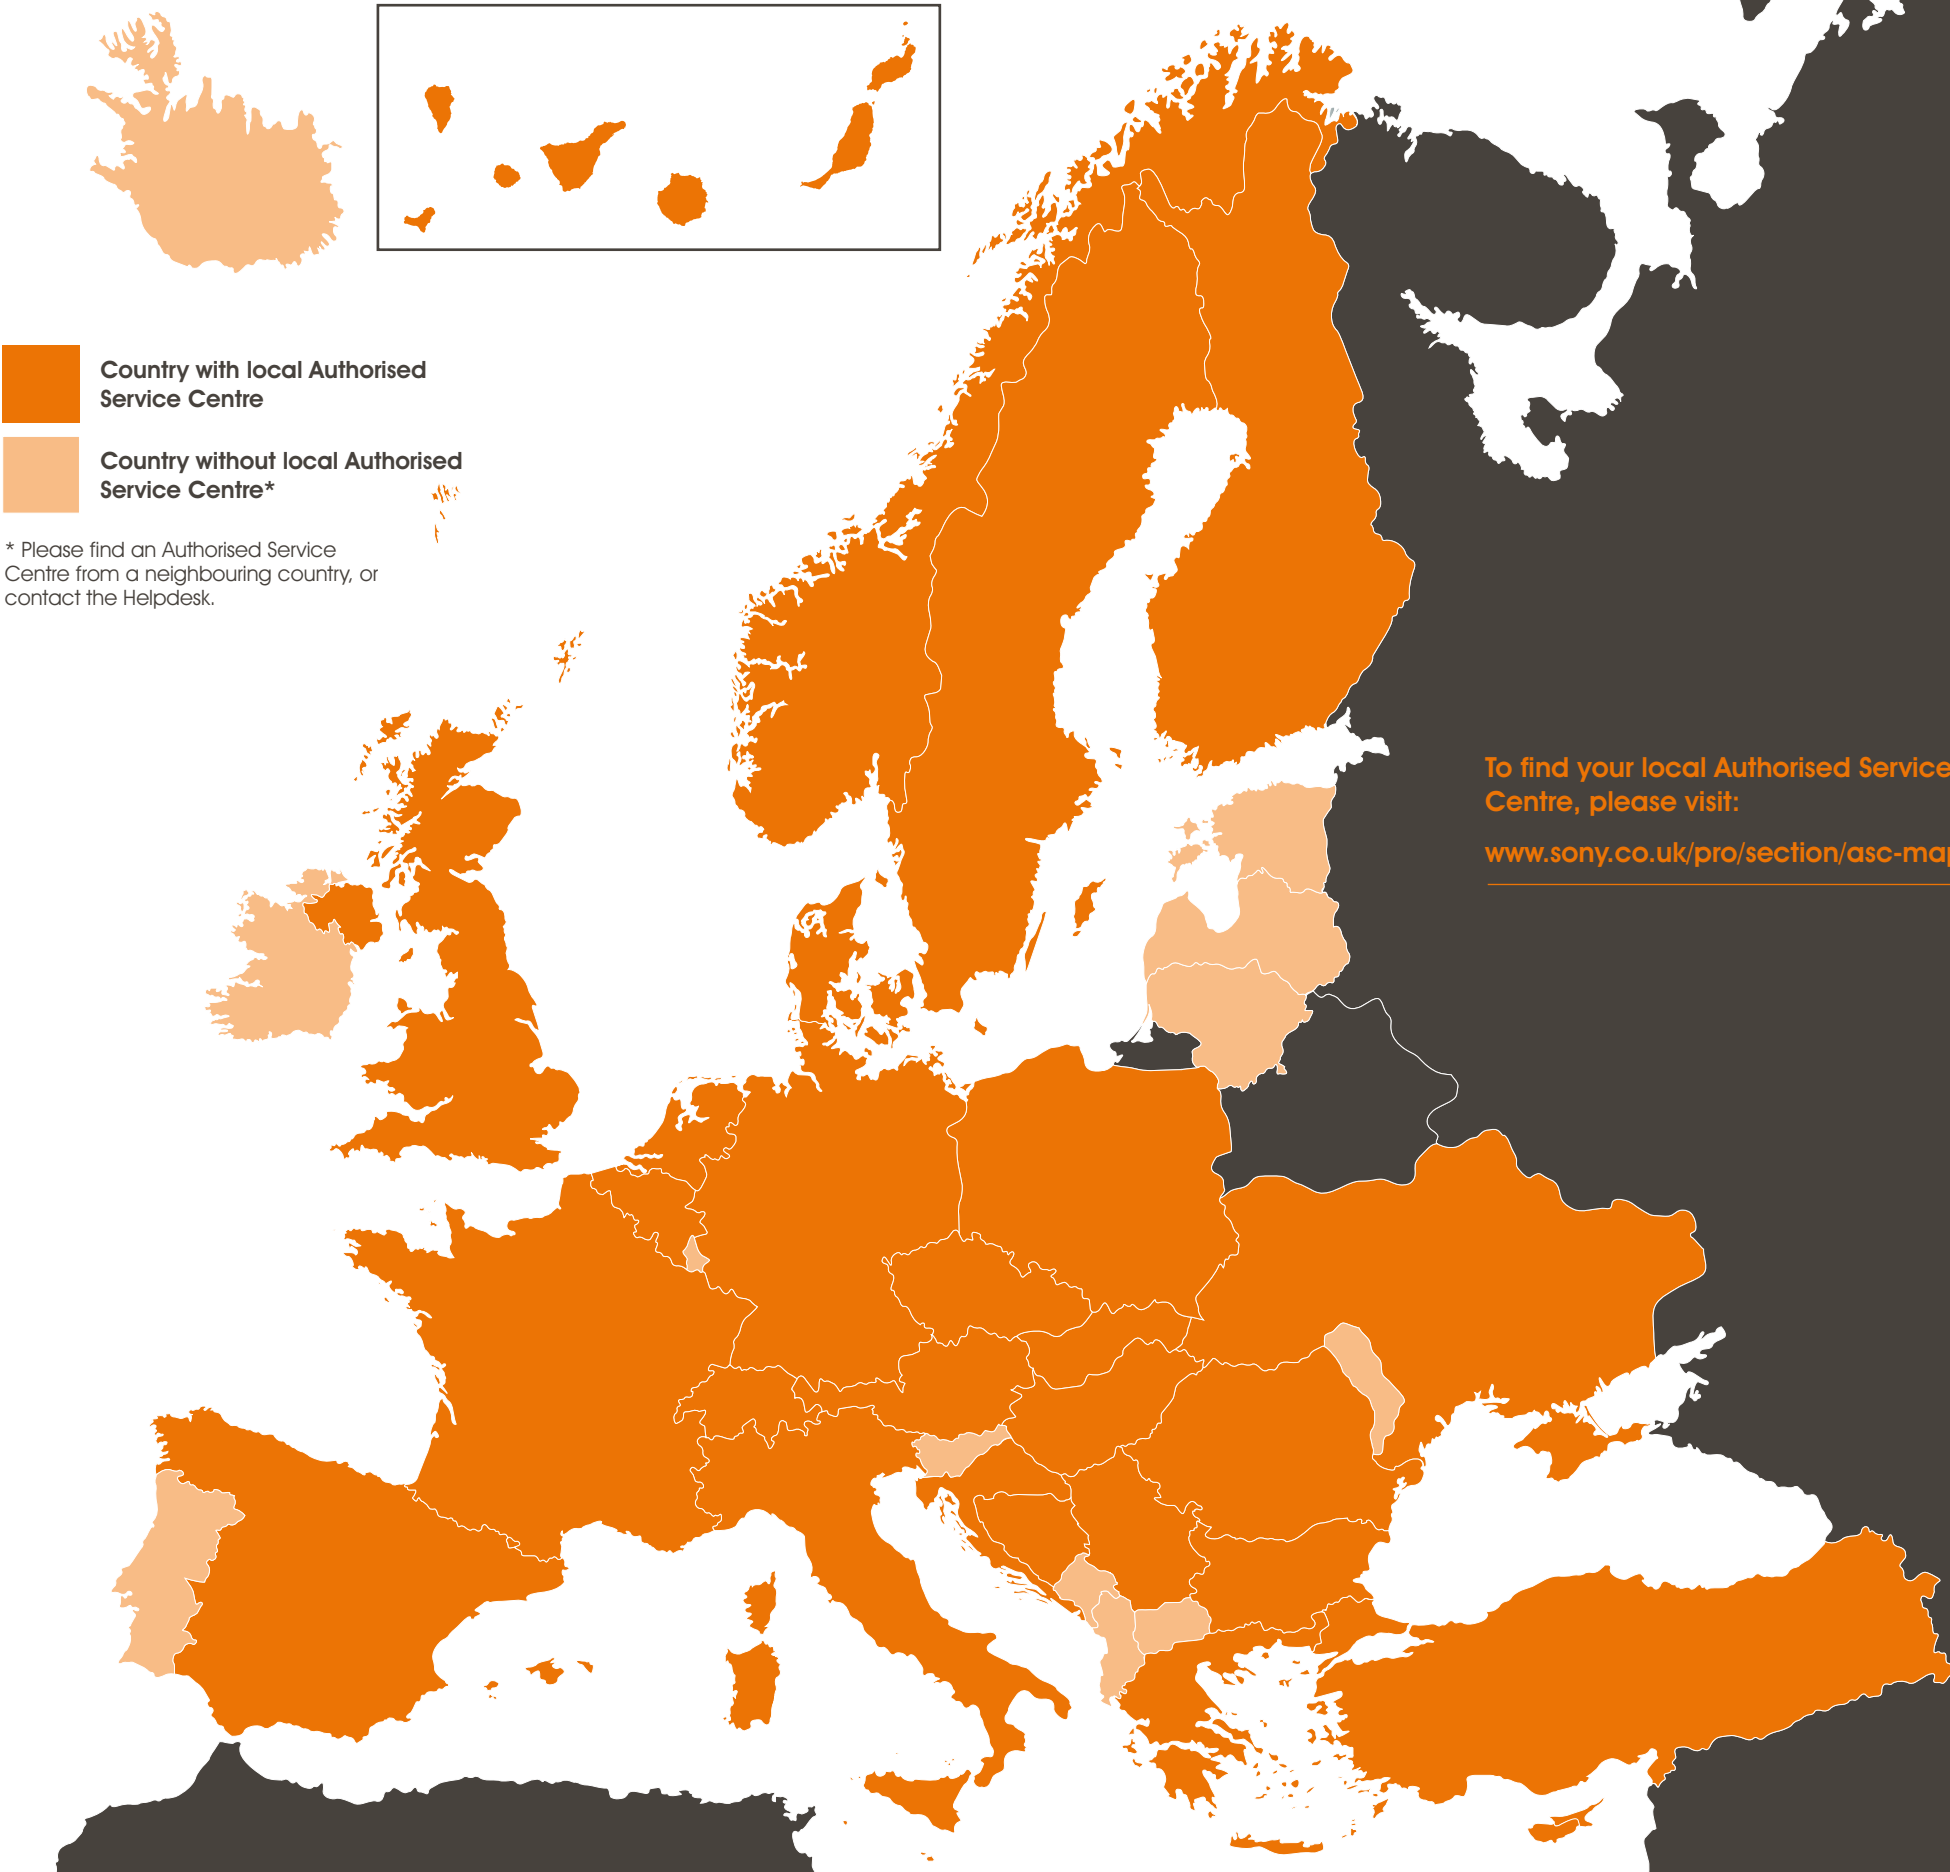 Country with local Authorised
Service Centre
Country without local Authorised
Service Centre*
* Please find an Authorised Service
Centre from a neighbouring country, or
contact the Helpdesk.
To find your local Authorised Service
Centre, please visit:
www.sony.co.uk/pro/section/asc-map